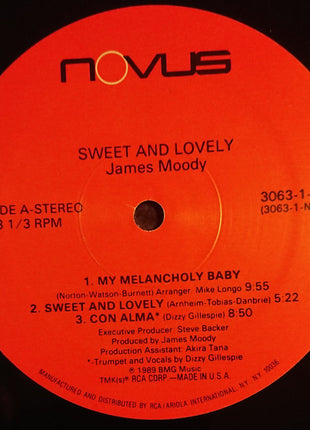 NOVUS
SWEET AND LOVELY
James Moody
DE A-STEREO
3 1/3 RPM
3063-1-N
(3063-1-N
1. MY MELANCHOLY BABY
(Norton-Watson-Burnett) Arranger: Mike Longo 9:55
2. SWEET AND LOVELY (Arnheim-Tobias-Danbrie) 5:22
3. CON ALMA* (Dizzy Gillespie) 8:50
Executive Producer: Steve Backer
Produced by James Moody
Production Assistant: Akira Tana
*-Trumpet and Vocals by Dizzy Gillespie
℗ 1989 BMG Music
TMK(s)® RCA CORP.—MADE IN U.S.A.
MANUFACTURED AND DISTRIBUTED BY RCA/ARIOLA INTERNATIONAL, N.Y., N.Y. 10036